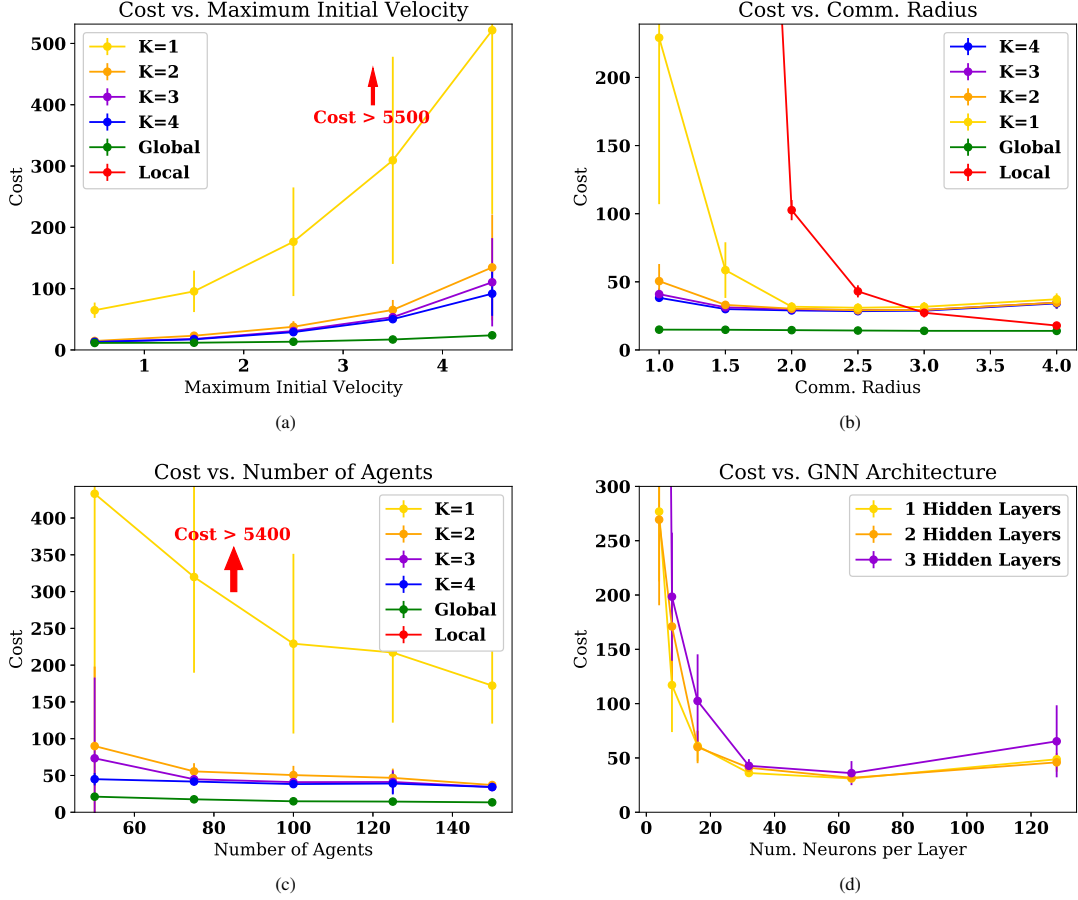 Cost vs. Maximum Initial Velocity
500
400
300
200
100
0
Cost
K=1
K=2
K=3
K=4
Global
Local
Cost > 5500
1 2 3 4
Maximum Initial Velocity
(a)
Cost vs. Comm. Radius
200
150
100
50
0
Cost
K=4
K=3
K=2
K=1
Global
Local
1.0 1.5 2.0 2.5 3.0 3.5 4.0
Comm. Radius
(b)
Cost vs. Number of Agents
400
350
300
250
200
150
100
50
0
Cost
Cost > 5400
K=1
K=2
K=3
K=4
Global
Local
60 80 100 120 140
Number of Agents
(c)
Cost vs. GNN Architecture
300
250
200
150
100
50
0
Cost
1 Hidden Layers
2 Hidden Layers
3 Hidden Layers
0 20 40 60 80 100 120
Num. Neurons per Layer
(d)